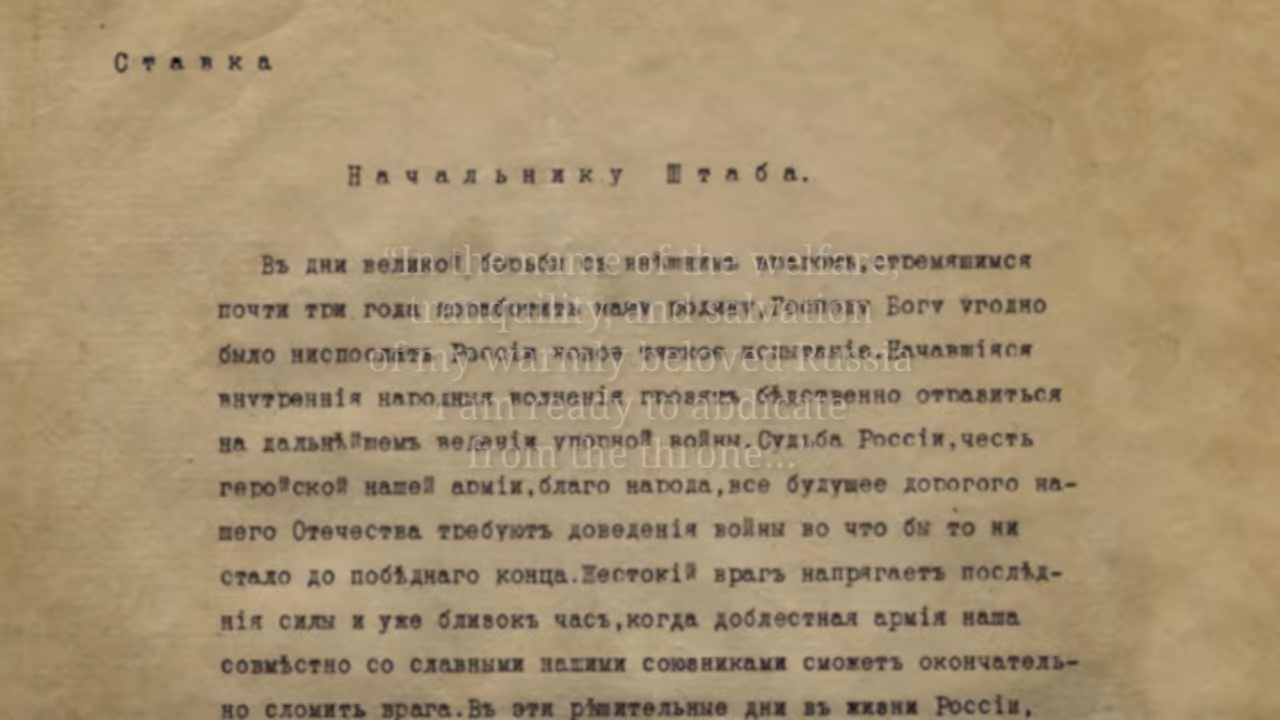 Ставка
Начальнику Штаба.
Въ дни великой борьбы съ внѣшнимъ врагомъ,стремящимся
почти три года поработить нашу родину,Господу Богу угодно
было ниспослать Россіи новое тяжкое испытаніе.Начавшіяся
внутреннія народныя волненія грозятъ бѣдственно отразиться
на дальнѣйшемъ веденіи упорной войны.Судьба Россіи,честь
геройской нашей арміи,благо народа,все будущее дорогого на-
шего Отечества требуютъ доведенія войны во что бы то ни
стало до побѣднаго конца.Жестокій врагъ напрягаетъ послѣд-
нія силы и уже близокъ часъ,когда доблестная армія наша
совмѣстно со славными нашими союзниками сможетъ окончатель-
но сломить врага.Въ эти рѣшительные дни въ жизни Россіи,
“In the name of the welfare,
tranquility, and salvation
of my warmly beloved Russia
I am ready to abdicate
from the throne...